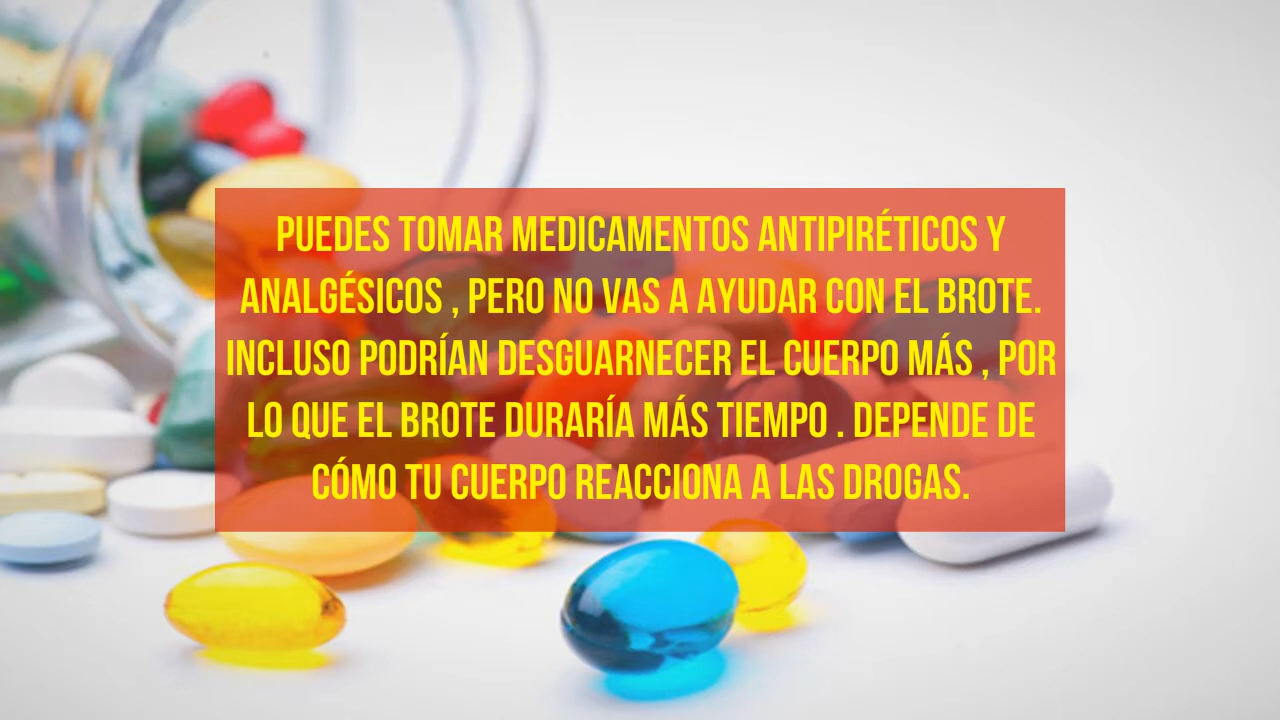 PUEDES TOMAR MEDICAMENTOS ANTIPIRÉTICOS Y
ANALGÉSICOS , PERO NO VAS A AYUDAR CON EL BROTE.
INCLUSO PODRÍAN DESGUARNECER EL CUERPO MÁS , POR
LO QUE EL BROTE DURARÍA MÁS TIEMPO . DEPENDE DE
CÓMO TU CUERPO REACCIONA A LAS DROGAS.